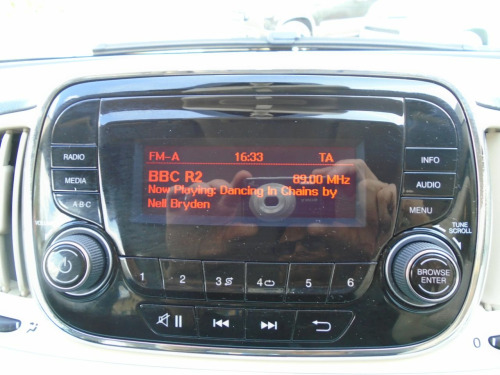 FM-A 16:33 TA
BBC R2 89.00 MHz
Now Playing: Dancing In Chains by
Nell Bryden
RADIO
MEDIA
A·B·C
INFO
AUDIO
MENU
TUNE
SCROLL
BROWSE
ENTER
1 2 3 4 5 6
0